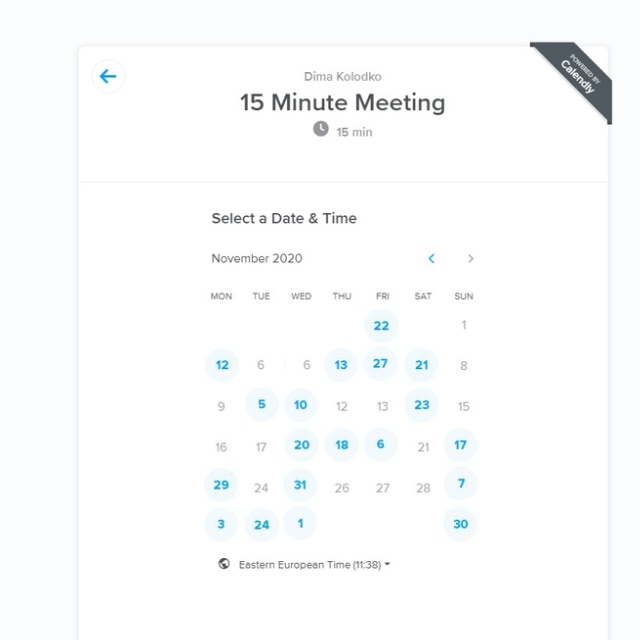 POWERED BY
Calendly
Dima Kolodko
15 Minute Meeting
15 min
Select a Date & Time
November 2020
MON TUE WED THU FRI SAT SUN
22 1
12 6 6 13 27 21 8
9 5 10 12 13 23 15
16 17 20 18 6 21 17
29 24 31 26 27 28 7
3 24 1 30
Eastern European Time (11:38)